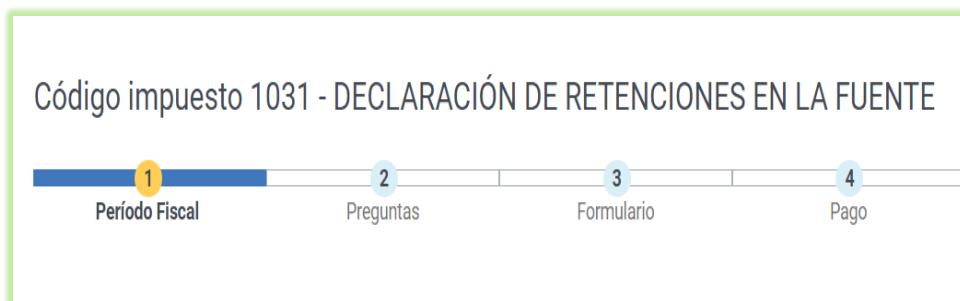 Código impuesto 1031 - DECLARACIÓN DE RETENCIONES EN LA FUENTE
1 2 3 4
Período Fiscal Preguntas Formulario Pago